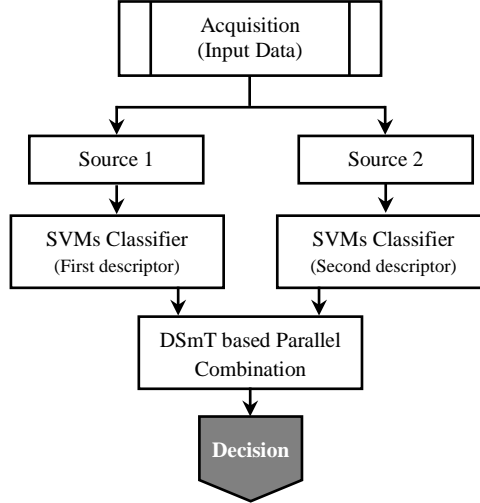 Acquisition
(Input Data)
Source 1
Source 2
SVMs Classifier
(First descriptor)
SVMs Classifier
(Second descriptor)
DSmT based Parallel
Combination
Decision